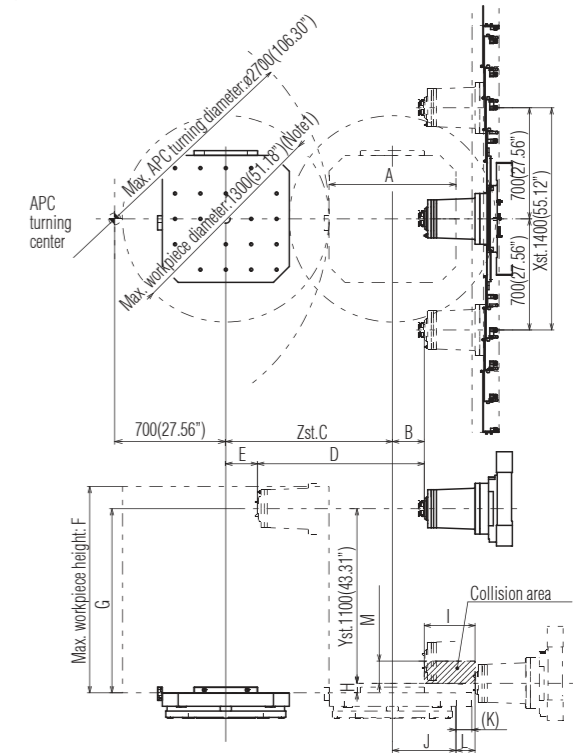 Max. APC turning diameter:ø2700(106.30")
Max. workpiece diameter:1300(51.18")(Note1)
APC
turning
center
A
700(27.56")
700(27.56")
Xst.1400(55.12")
700(27.56")
Zst.C
B
E
D
Max. workpiece height: F
G
Yst.1100(43.31")
M
H
I
Collision area
(K)
J
L